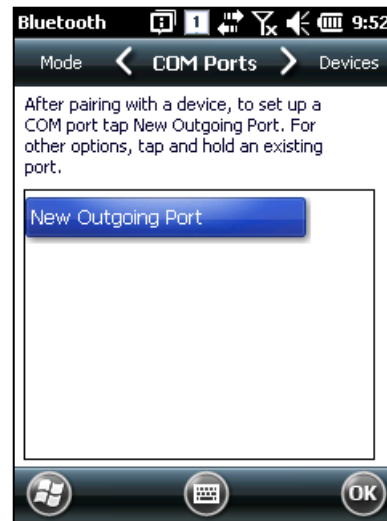 Bluetooth 1 9:52
Mode COM Ports Devices
After pairing with a device, to set up a
COM port tap New Outgoing Port. For
other options, tap and hold an existing
port.
New Outgoing Port
OK